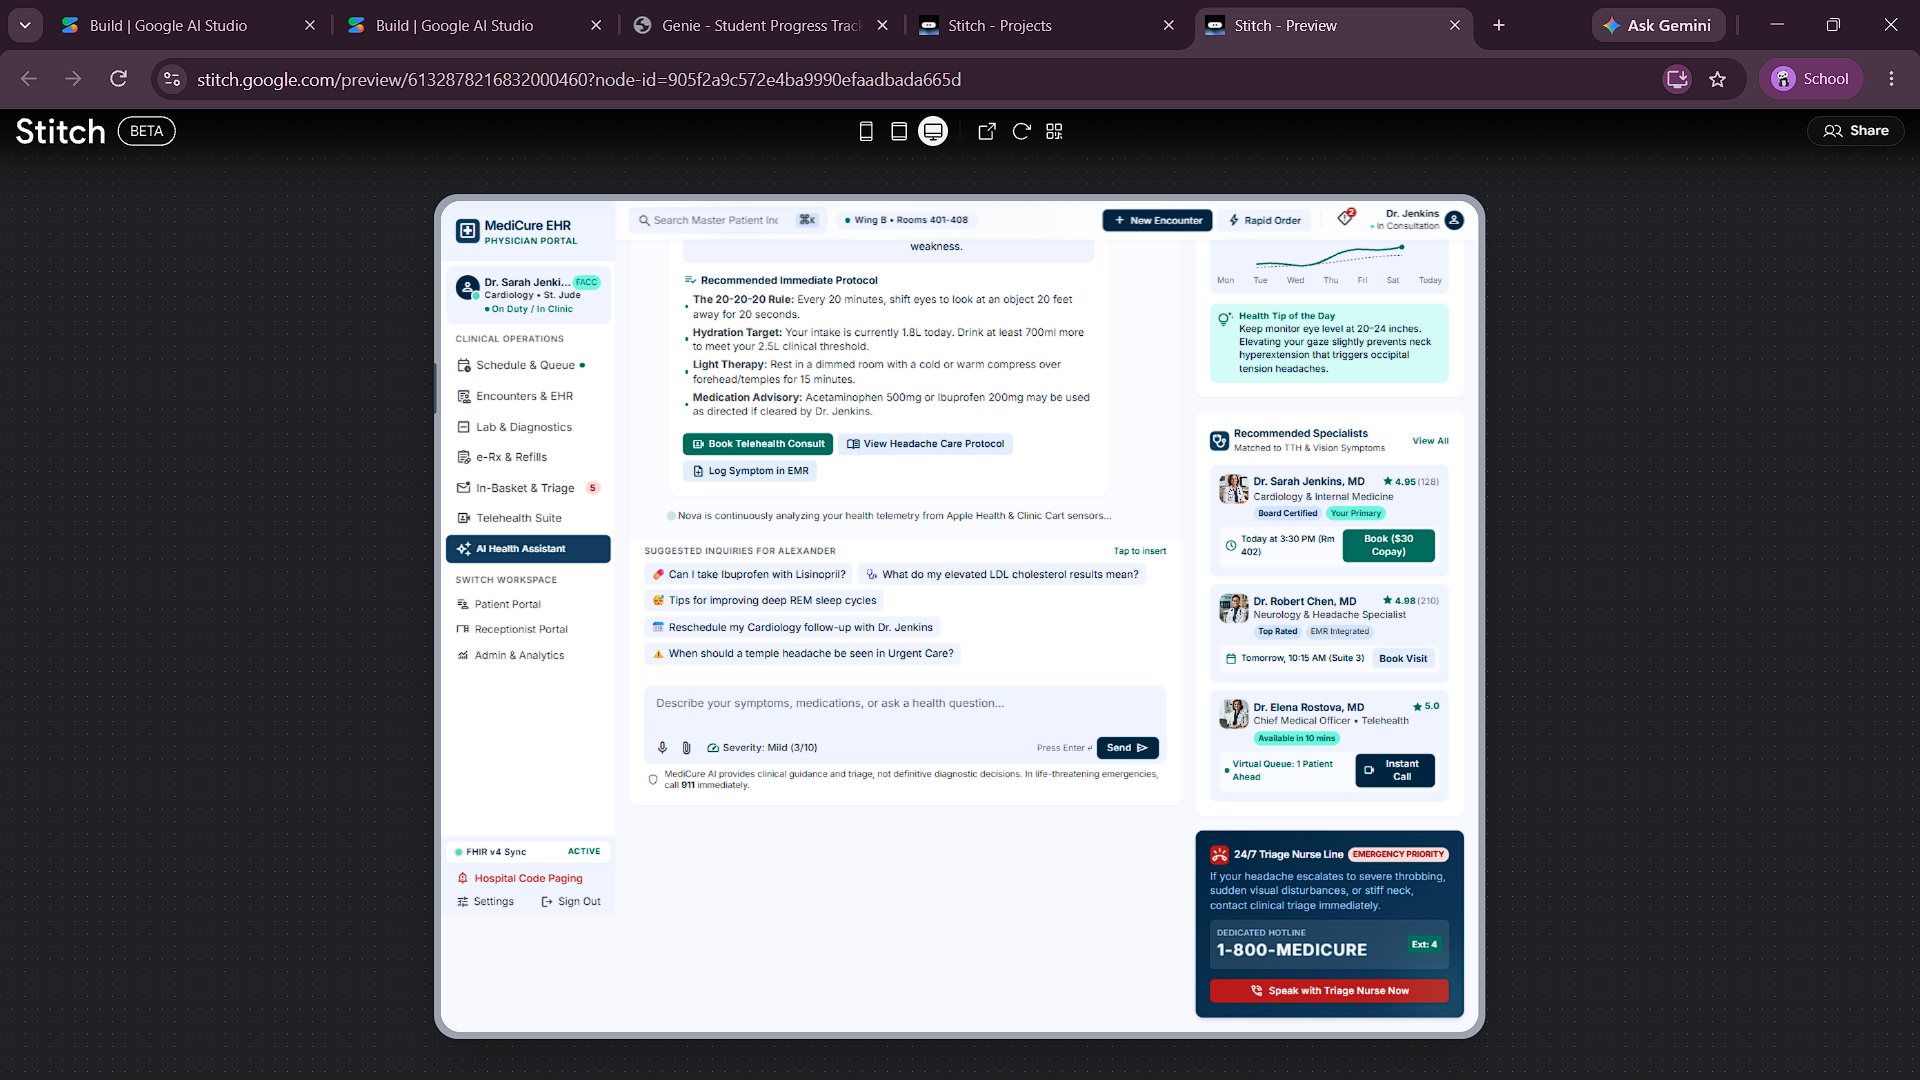 Build | Google AI Studio
Build | Google AI Studio
Genie - Student Progress Track
Stitch - Projects
Stitch - Preview
Ask Gemini
stitch.google.com/preview/6132878216832000460?node-id=905f2a9c572e4ba9990efaadbada665d
School
Stitch
BETA
Share
MediCure EHR
PHYSICIAN PORTAL
Dr. Sarah Jenki... FACC
Cardiology • St. Jude
On Duty / In Clinic
CLINICAL OPERATIONS
Schedule & Queue
Encounters & EHR
Lab & Diagnostics
e-Rx & Refills
In-Basket & Triage 5
Telehealth Suite
AI Health Assistant
SWITCH WORKSPACE
Patient Portal
Receptionist Portal
Admin & Analytics
FHIR v4 Sync ACTIVE
Hospital Code Paging
Settings
Sign Out
Search Master Patient Inc
⌘K
Wing B • Rooms 401-408
+ New Encounter
Rapid Order
2
Dr. Jenkins
In Consultation
weakness.
Recommended Immediate Protocol
The 20-20-20 Rule: Every 20 minutes, shift eyes to look at an object 20 feet
away for 20 seconds.
Hydration Target: Your intake is currently 1.8L today. Drink at least 700ml more
to meet your 2.5L clinical threshold.
Light Therapy: Rest in a dimmed room with a cold or warm compress over
forehead/temples for 15 minutes.
Medication Advisory: Acetaminophen 500mg or Ibuprofen 200mg may be used
as directed if cleared by Dr. Jenkins.
Book Telehealth Consult
View Headache Care Protocol
Log Symptom in EMR
Nova is continuously analyzing your health telemetry from Apple Health & Clinic Cart sensors...
SUGGESTED INQUIRIES FOR ALEXANDER
Tap to insert
Can I take Ibuprofen with Lisinopril?
What do my elevated LDL cholesterol results mean?
Tips for improving deep REM sleep cycles
Reschedule my Cardiology follow-up with Dr. Jenkins
When should a temple headache be seen in Urgent Care?
Describe your symptoms, medications, or ask a health question...
Severity: Mild (3/10)
Press Enter ↵
Send
MediCure AI provides clinical guidance and triage, not definitive diagnostic decisions. In life-threatening emergencies,
call 911 immediately.
Mon Tue Wed Thu Fri Sat Today
Health Tip of the Day
Keep monitor eye level at 20-24 inches.
Elevating your gaze slightly prevents neck
hyperextension that triggers occipital
tension headaches.
Recommended Specialists
Matched to TTH & Vision Symptoms
View All
Dr. Sarah Jenkins, MD ★ 4.95 (128)
Cardiology & Internal Medicine
Board Certified Your Primary
Today at 3:30 PM (Rm
402)
Book ($30
Copay)
Dr. Robert Chen, MD ★ 4.98 (210)
Neurology & Headache Specialist
Top Rated EMR Integrated
Tomorrow, 10:15 AM (Suite 3)
Book Visit
Dr. Elena Rostova, MD ★ 5.0
Chief Medical Officer • Telehealth
Available in 10 mins
Virtual Queue: 1 Patient
Ahead
Instant
Call
24/7 Triage Nurse Line EMERGENCY PRIORITY
If your headache escalates to severe throbbing,
sudden visual disturbances, or stiff neck,
contact clinical triage immediately.
DEDICATED HOTLINE
1-800-MEDICURE
Ext: 4
Speak with Triage Nurse Now